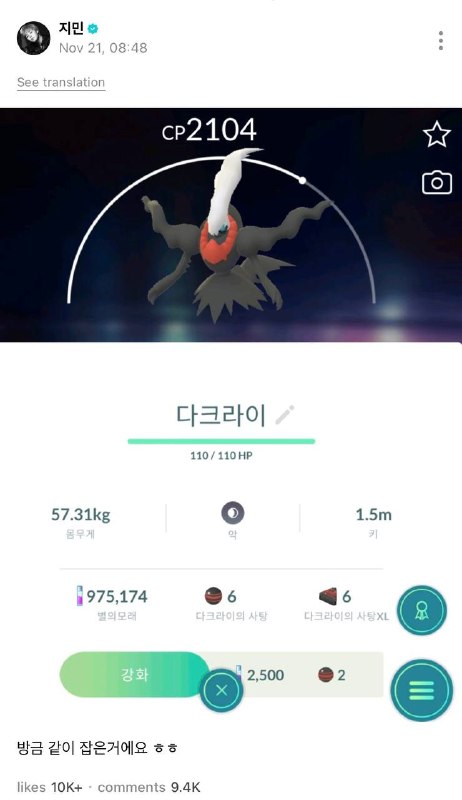 지민
Nov 21, 08:48
See translation
CP2104
다크라이
110 / 110 HP
57.31kg
1.5m
몸무게
악
키
975,174
6
6
별의모래
다크라이의 사탕
다크라이의 사탕XL
강화
2,500
2
방금 같이 잡은거에요 ㅎㅎ
likes 10K+ · comments 9.4K